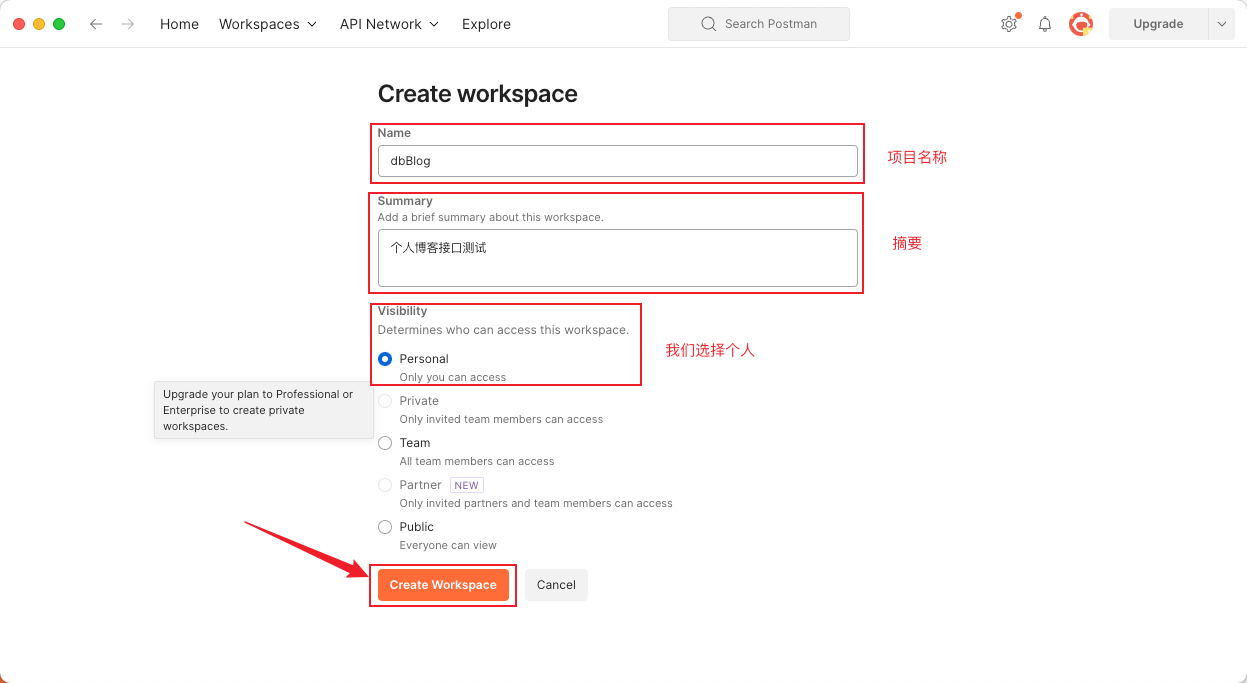 Home Workspaces API Network Explore Search Postman Upgrade
Create workspace
Name
dbBlog
项目名称
Summary
Add a brief summary about this workspace.
个人博客接口测试
摘要
Visibility
Determines who can access this workspace.
我们选择个人
Personal
Only you can access
Upgrade your plan to Professional or
Enterprise to create private
workspaces.
Private
Only invited team members can access
Team
All team members can access
Partner NEW
Only invited partners and team members can access
Public
Everyone can view
Create Workspace Cancel